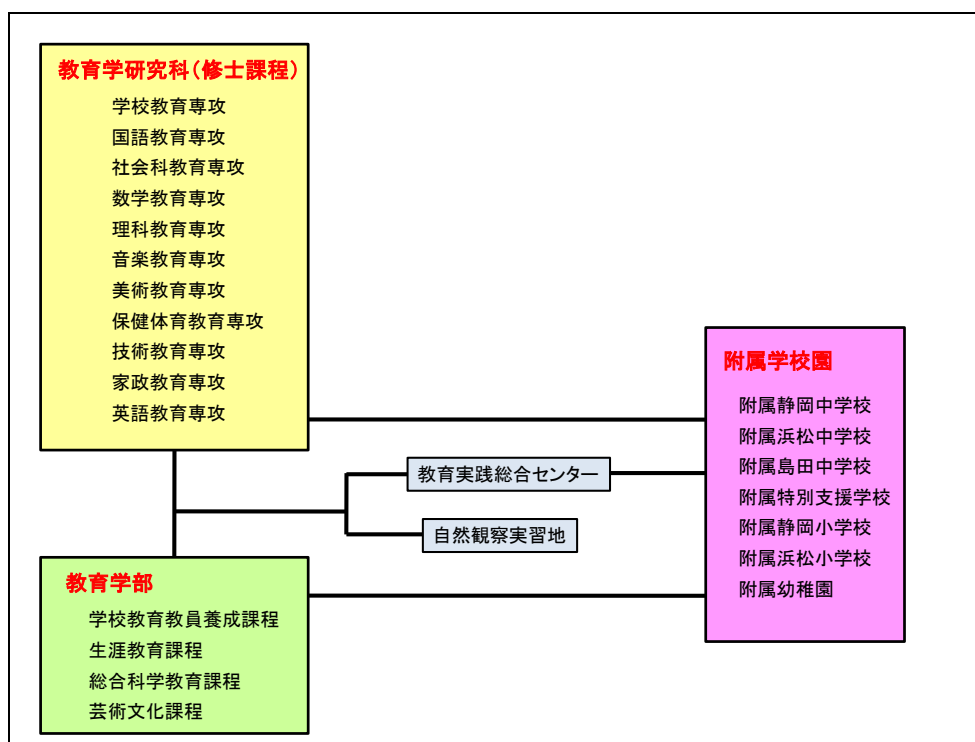 教育学研究科(修士課程)
学校教育専攻
国語教育専攻
社会科教育専攻
数学教育専攻
理科教育専攻
音楽教育専攻
美術教育専攻
保健体育教育専攻
技術教育専攻
家政教育専攻
英語教育専攻
附属学校園
附属静岡中学校
附属浜松中学校
附属島田中学校
附属特別支援学校
附属静岡小学校
附属浜松小学校
附属幼稚園
教育実践総合センター
自然観察実習地
教育学部
学校教育教員養成課程
生涯教育課程
総合科学教育課程
芸術文化課程